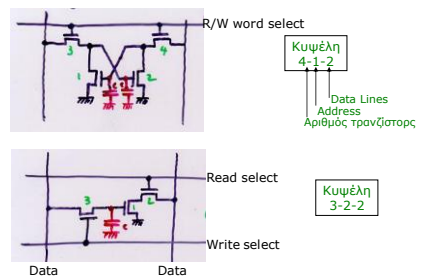 R/W word select
3
4
1
c
c
2
Κυψέλη
4-1-2
Data Lines
Address
Αριθμός τρανζίστορς
Read select
3
1
2
c
Κυψέλη
3-2-2
Write select
Data
Data